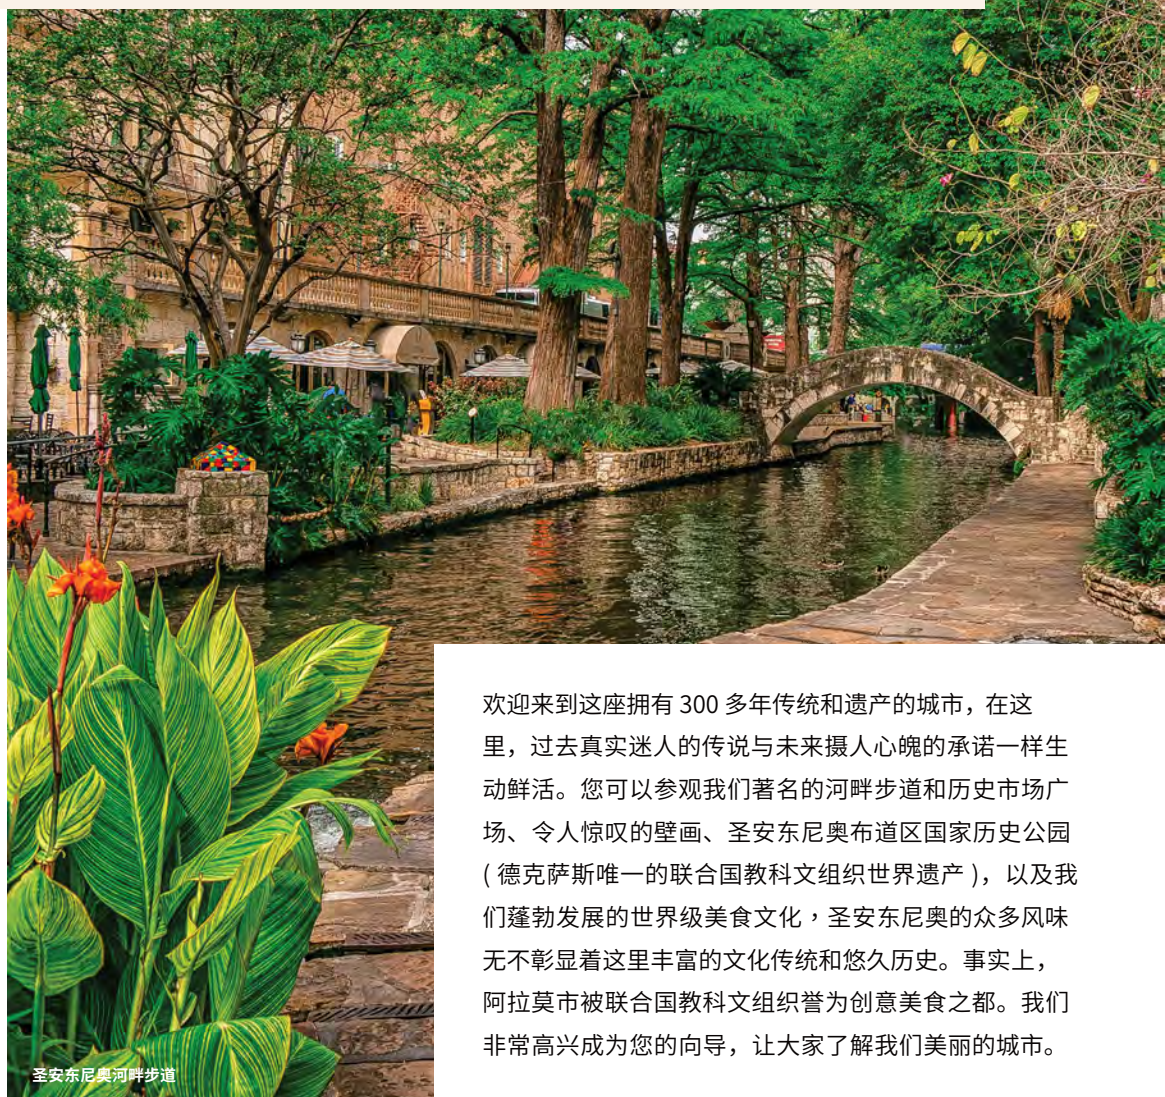 欢迎来到这座拥有 300 多年传统和遗产的城市，在这
里，过去真实迷人的传说与未来摄人心魄的承诺一样生
动鲜活。您可以参观我们著名的河畔步道和历史市场广
场、令人惊叹的壁画、圣安东尼奥布道区国家历史公园
( 德克萨斯唯一的联合国教科文组织世界遗产 )，以及我
们蓬勃发展的世界级美食文化，圣安东尼奥的众多风味
无不彰显着这里丰富的文化传统和悠久历史。事实上，
阿拉莫市被联合国教科文组织誉为创意美食之都。我们
非常高兴成为您的向导，让大家了解我们美丽的城市。
圣安东尼奥河畔步道